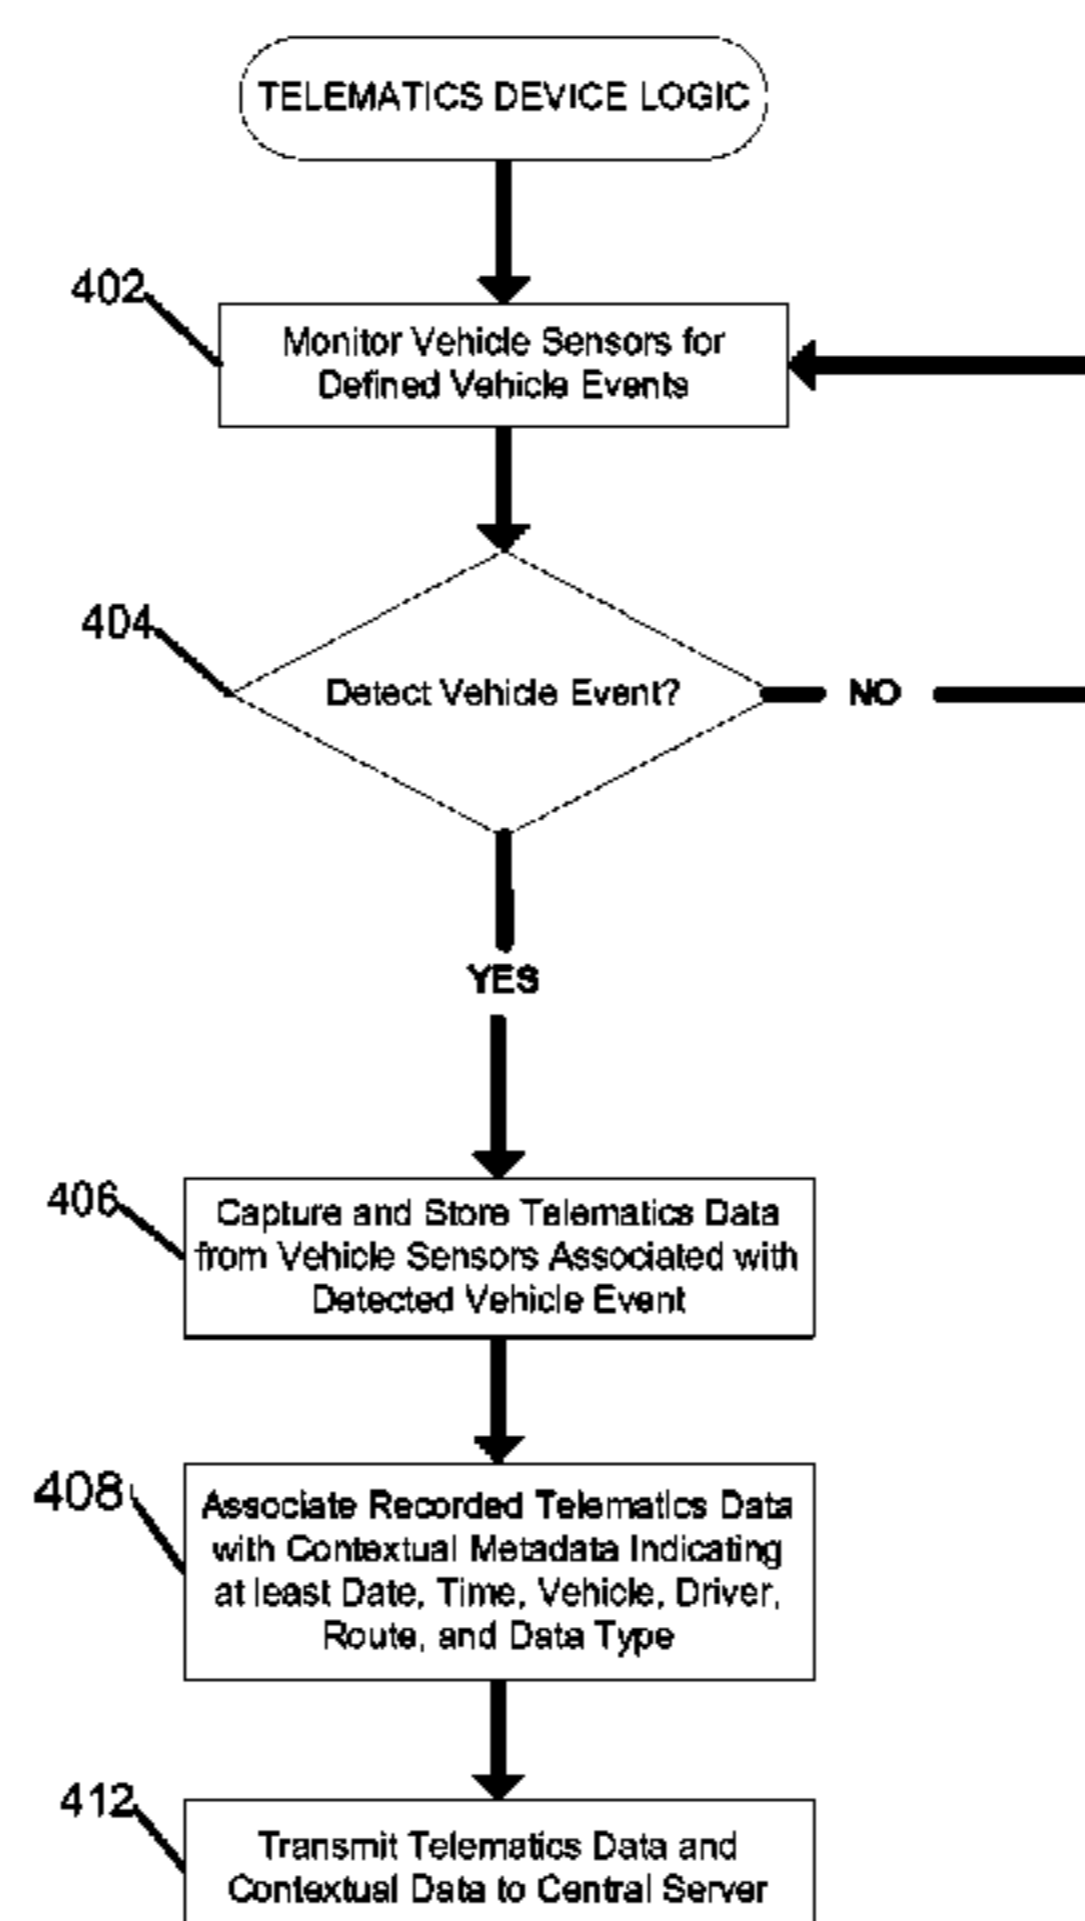 TELEMATICS DEVICE LOGIC
402
Monitor Vehicle Sensors for
Defined Vehicle Events
404
Detect Vehicle Event?
NO
YES
406
Capture and Store Telematics Data
from Vehicle Sensors Associated with
Detected Vehicle Event
408
Associate Recorded Telematics Data
with Contextual Metadata Indicating
at least Date, Time, Vehicle, Driver,
Route, and Data Type
412
Transmit Telematics Data and
Contextual Data to Central Server